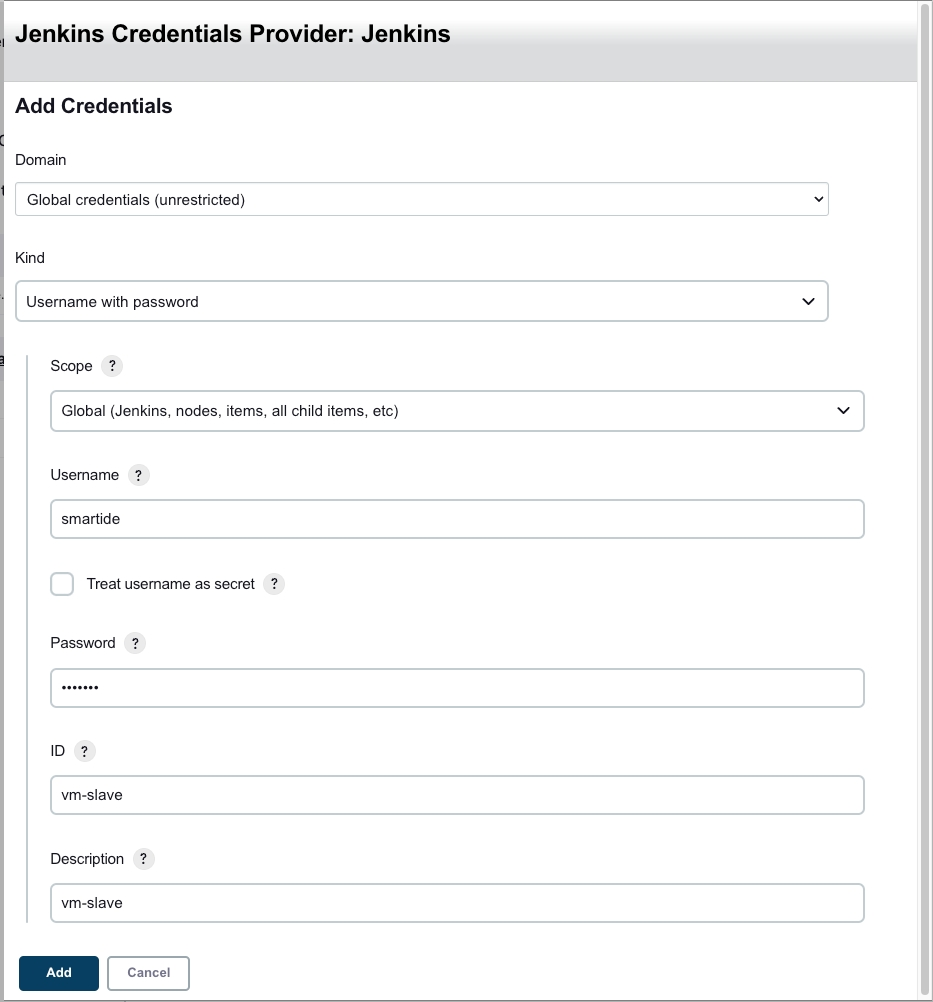 Jenkins Credentials Provider: Jenkins
Add Credentials
Domain
Global credentials (unrestricted)
Kind
Username with password
Scope ?
Global (Jenkins, nodes, items, all child items, etc)
Username ?
smartide
Treat username as secret ?
Password ?
•••••••
ID ?
vm-slave
Description ?
vm-slave
Add Cancel